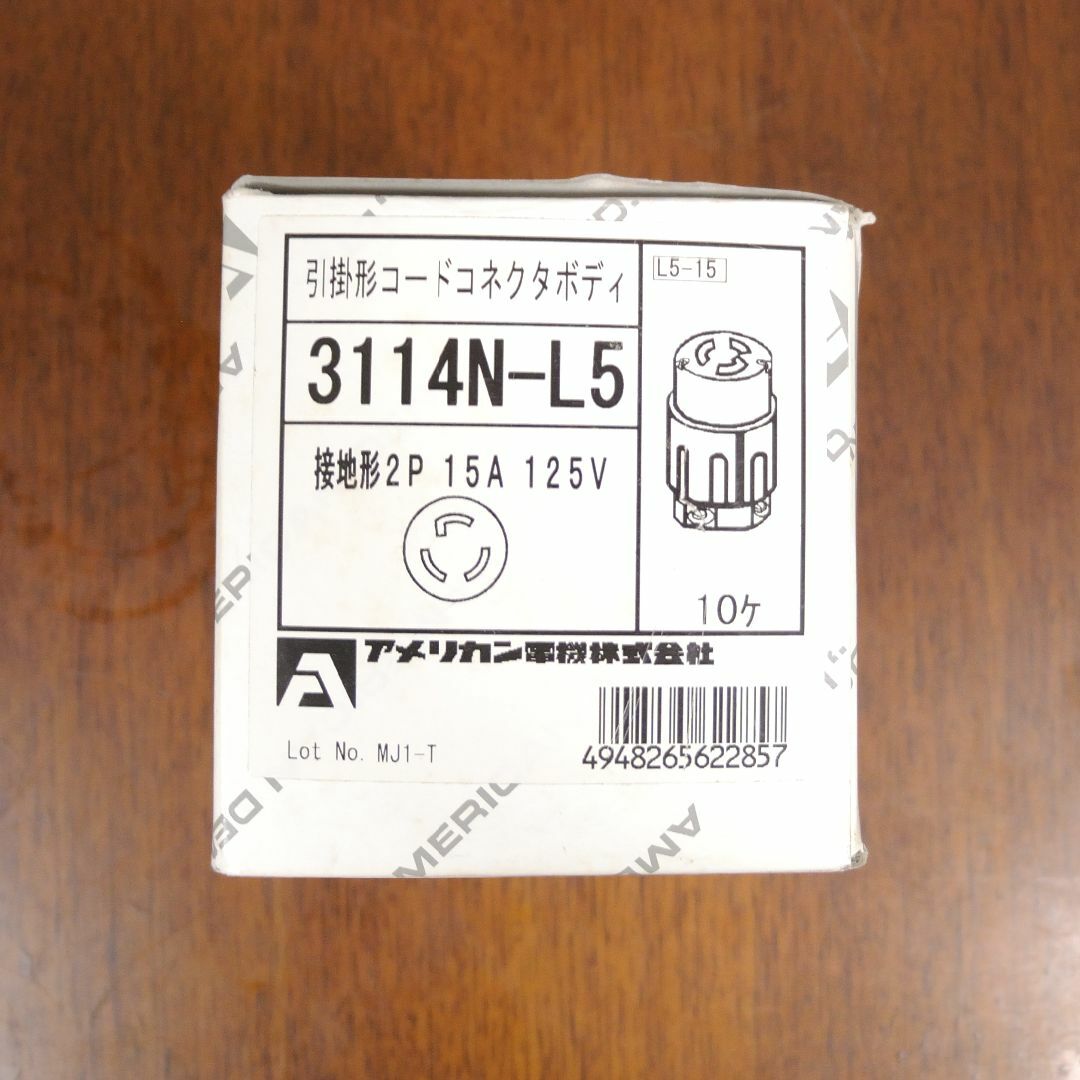 引掛形コードコネクタボディ
L5-15
3114N-L5
接地形2P 15A 125V
10ケ
アメリカン電機株式会社
Lot No. MJ1-T
4948265622857